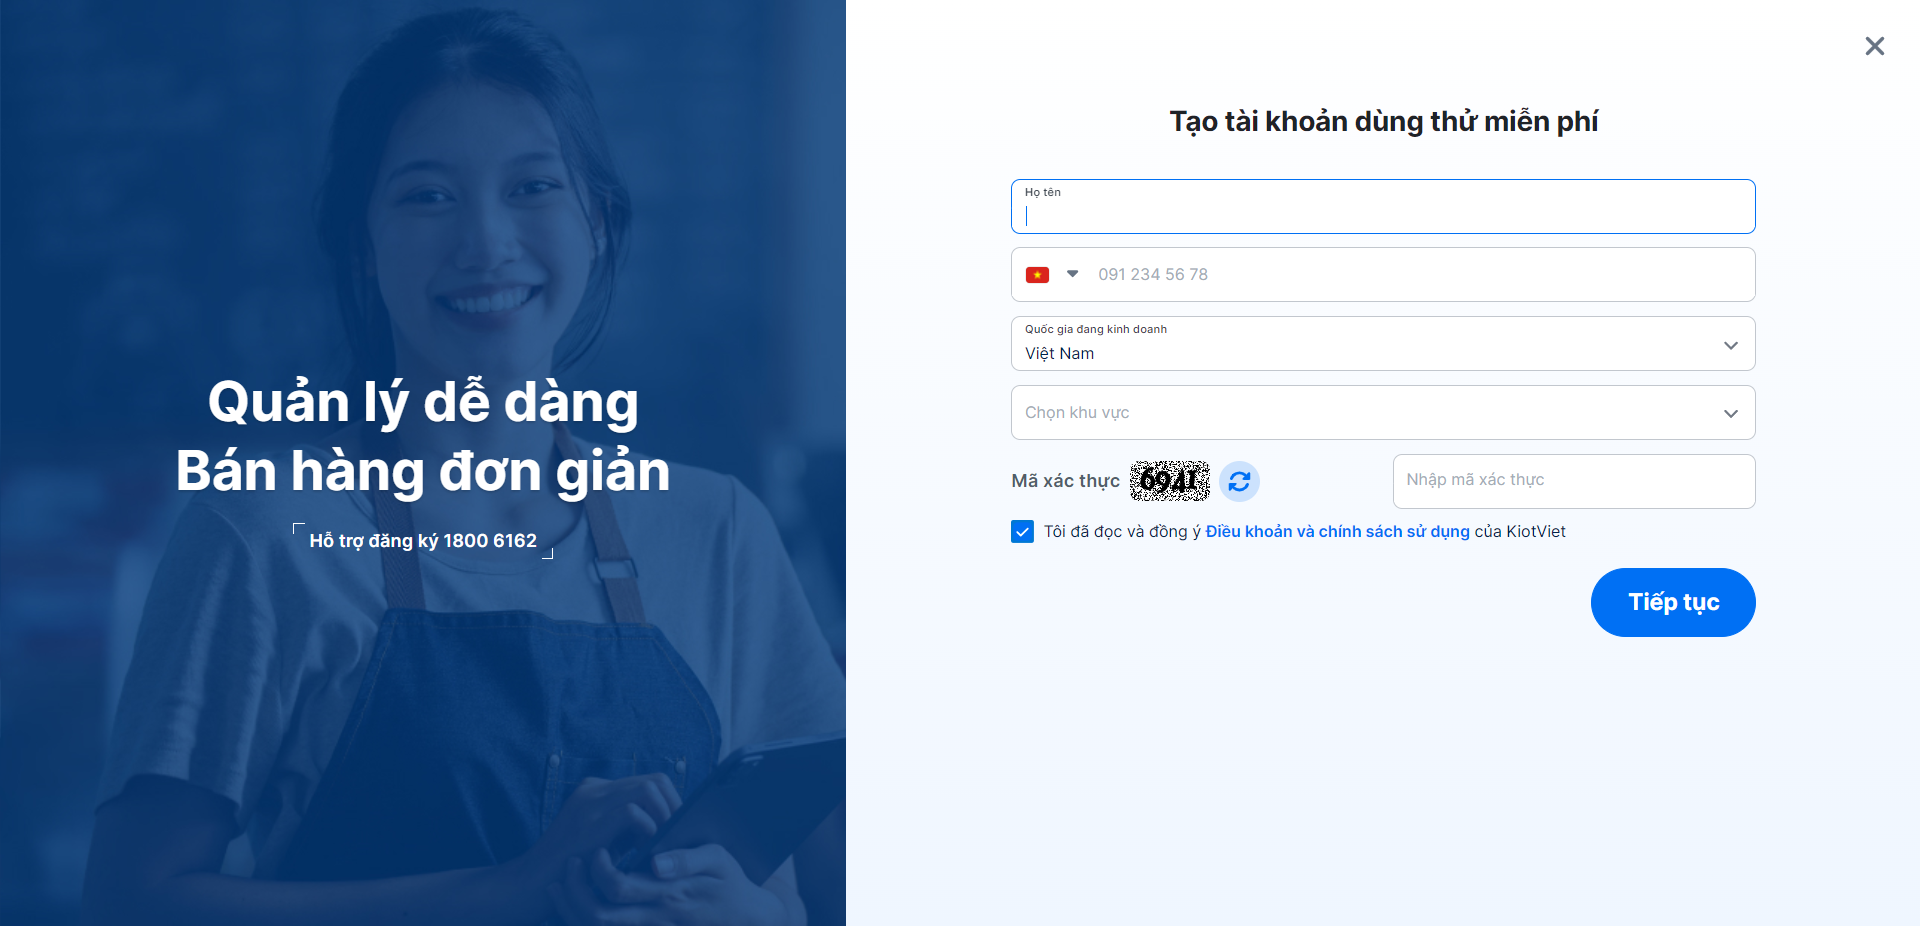 Quản lý dễ dàng
Bán hàng đơn giản
Hỗ trợ đăng ký 1800 6162
Tạo tài khoản dùng thử miễn phí
Họ tên
091 234 56 78
Quốc gia đang kinh doanh
Việt Nam
Chọn khu vực
Mã xác thực 6941 Nhập mã xác thực
Tôi đã đọc và đồng ý Điều khoản và chính sách sử dụng của KiotViet
Tiếp tục